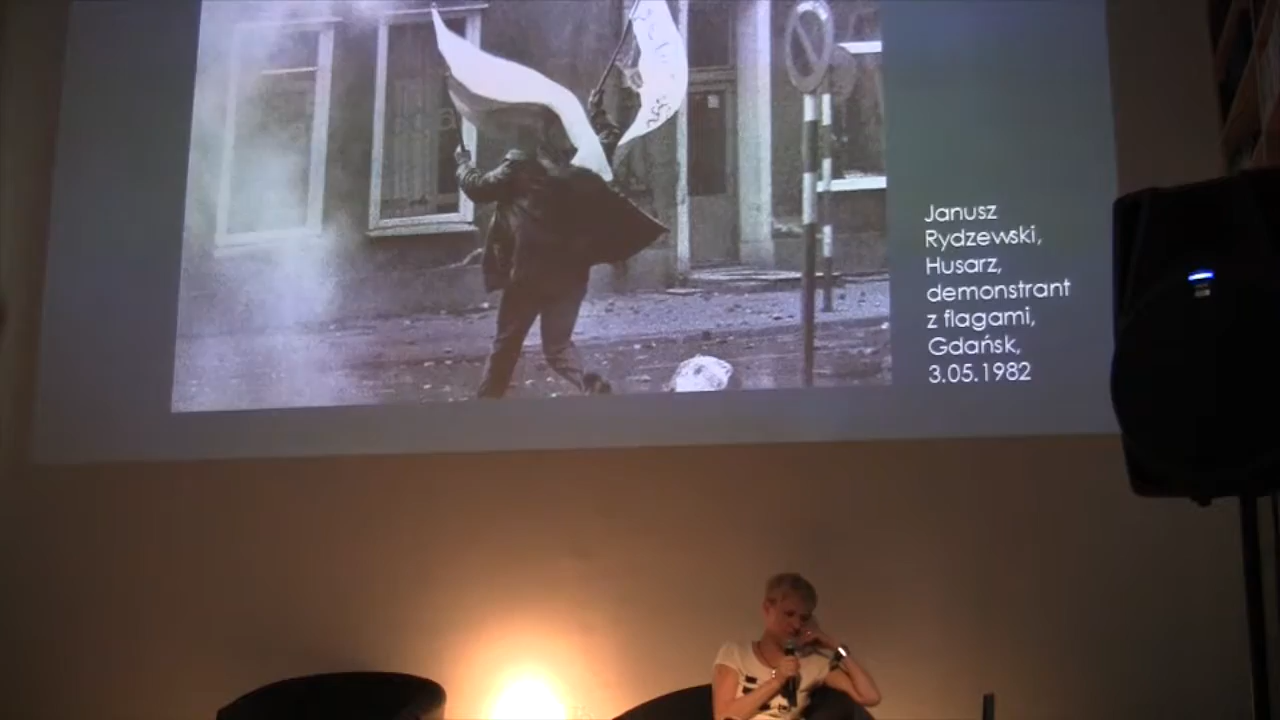 Janusz
Rydzewski,
Husarz,
demonstrant
z flagami,
Gdańsk,
3.05.1982